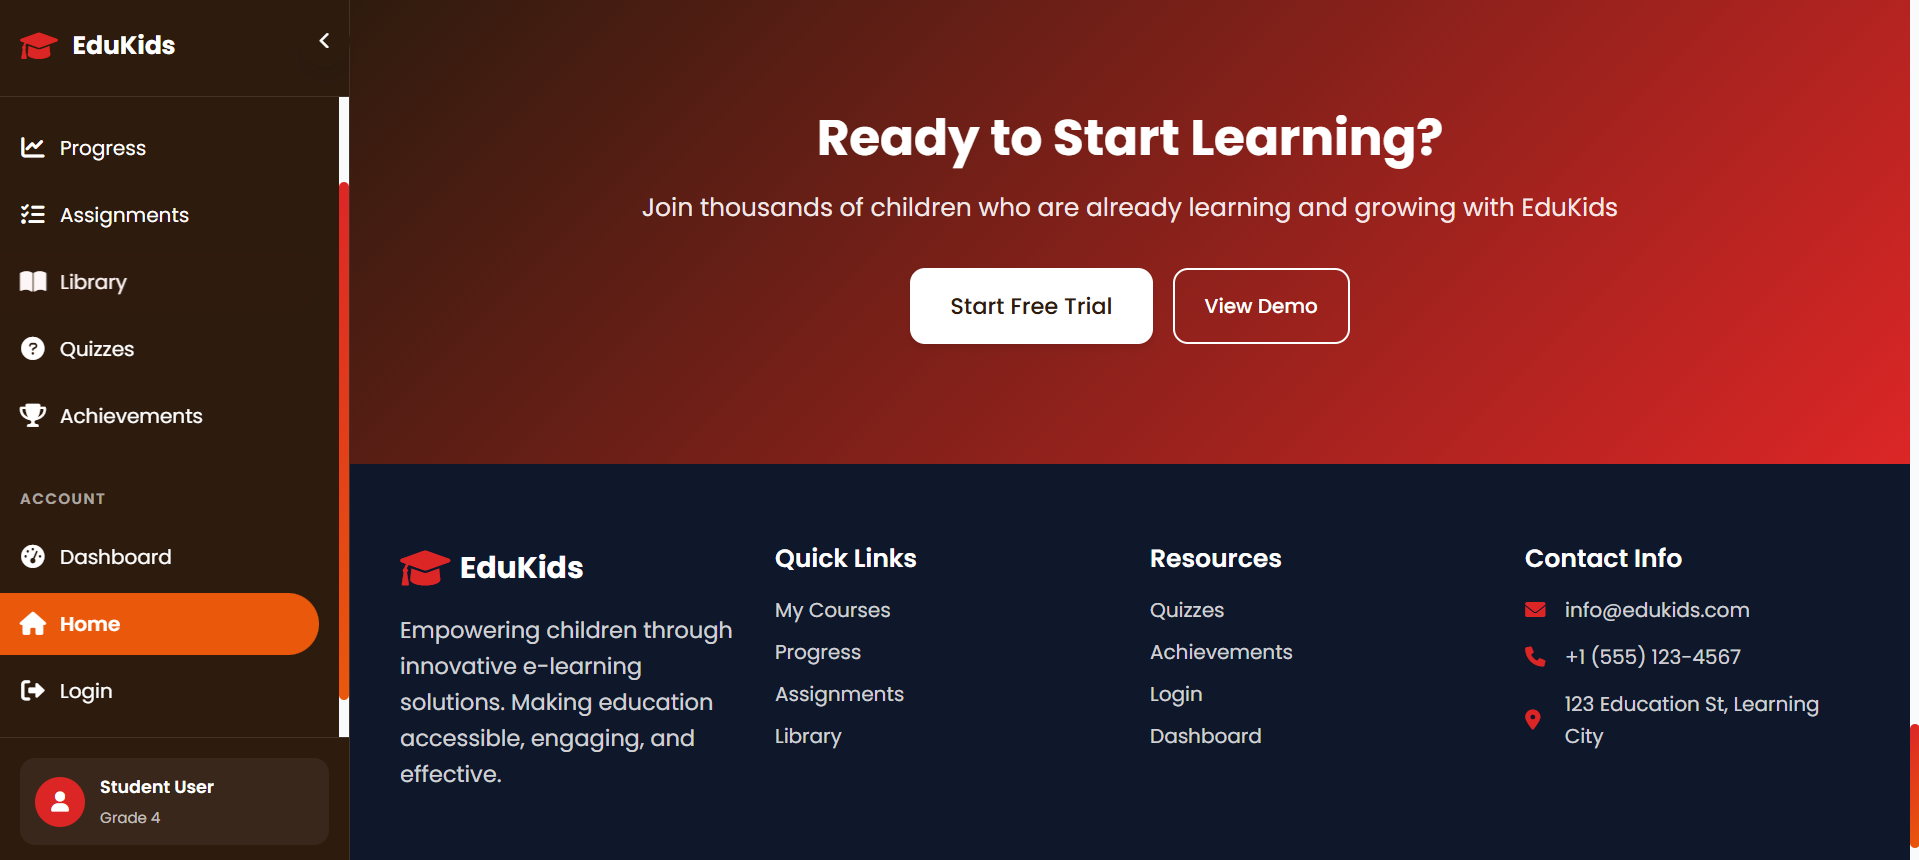 EduKids
Progress
Assignments
Library
Quizzes
Achievements
ACCOUNT
Dashboard
Home
Login
Student User
Grade 4
Ready to Start Learning?
Join thousands of children who are already learning and growing with EduKids
Start Free Trial
View Demo
EduKids
Empowering children through
innovative e-learning
solutions. Making education
accessible, engaging, and
effective.
Quick Links
My Courses
Progress
Assignments
Library
Resources
Quizzes
Achievements
Login
Dashboard
Contact Info
info@edukids.com
+1 (555) 123-4567
123 Education St, Learning
City